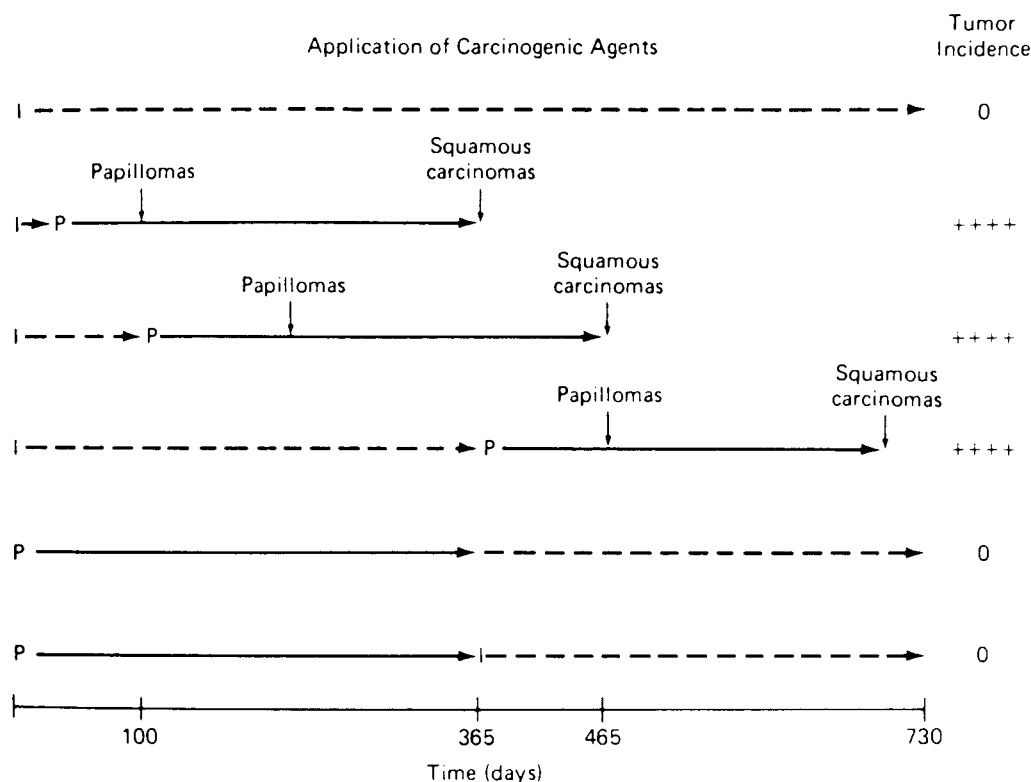 Tumor
Incidence
Application of Carcinogenic Agents
I 0
Papillomas
Squamous
carcinomas
I P ++++
Papillomas
Squamous
carcinomas
I P ++++
Papillomas
Squamous
carcinomas
I P ++++
P 0
P I 0
100 365 465 730
Time (days)